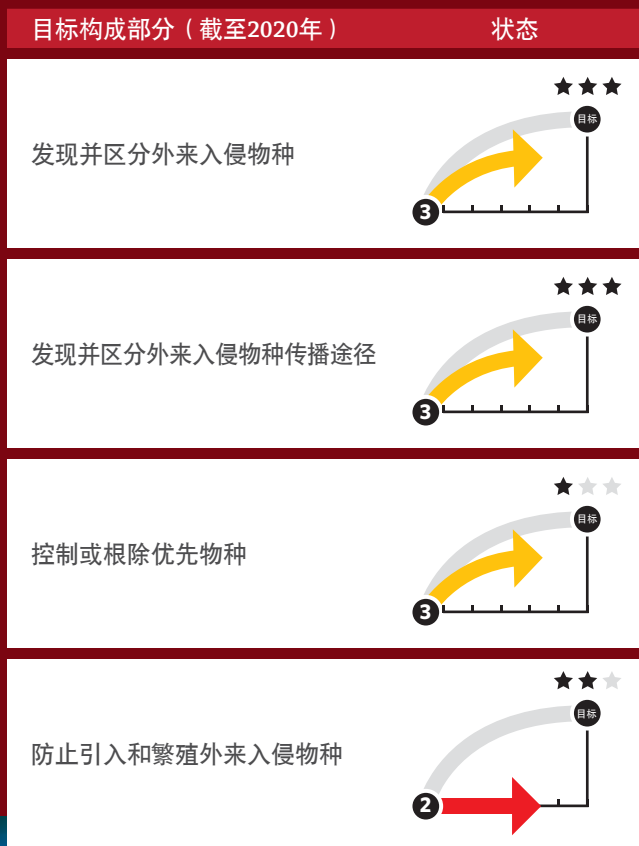 目标构成部分（截至2020年） 状态
发现并区分外来入侵物种
目标
3
发现并区分外来入侵物种传播途径
目标
3
控制或根除优先物种
目标
3
防止引入和繁殖外来入侵物种
目标
2